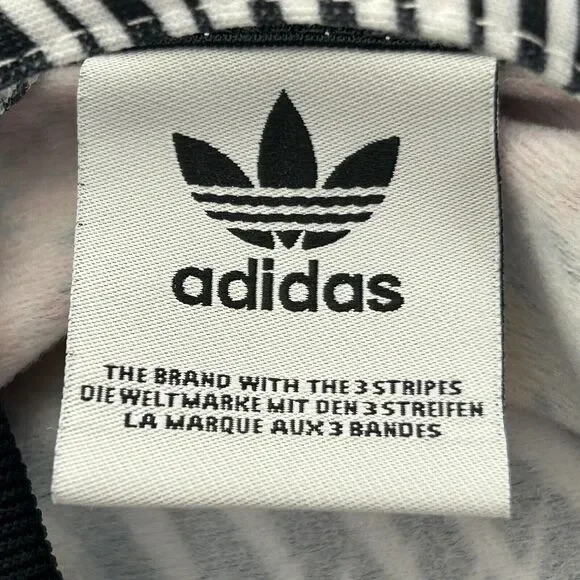 adidas
THE BRAND WITH THE 3 STRIPES
DIE WELTMARKE MIT DEN 3 STREIFEN
LA MARQUE AUX 3 BANDES